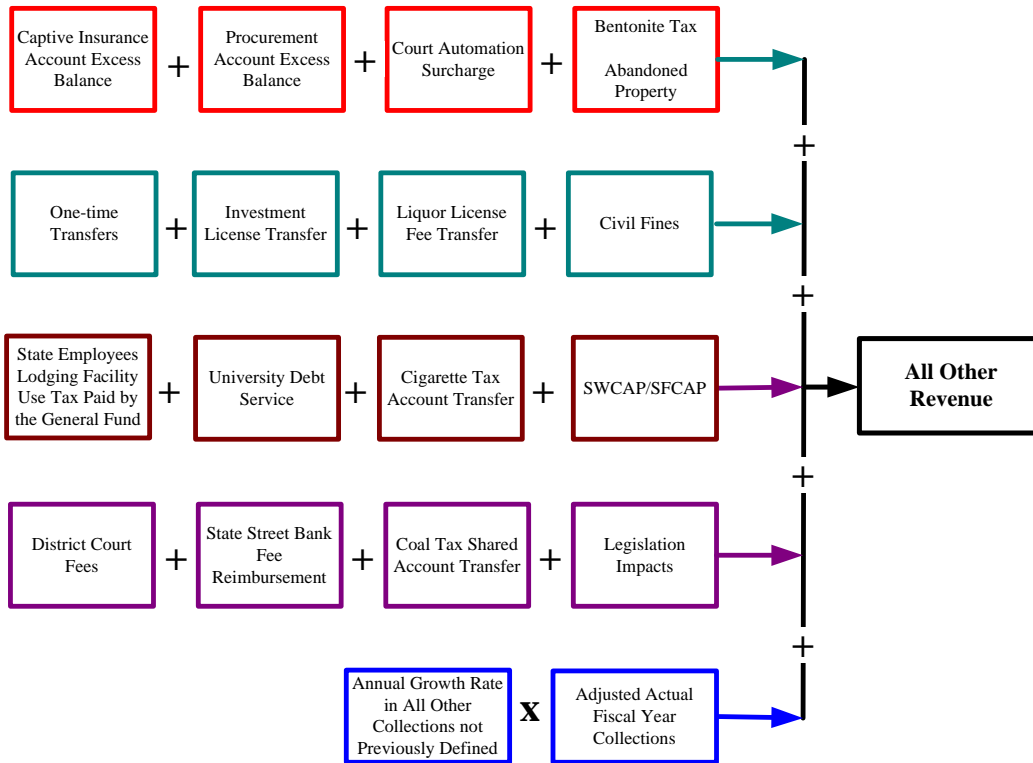 Captive Insurance
Account Excess
Balance
+
Procurement
Account Excess
Balance
+
Court Automation
Surcharge
+
Bentonite Tax
Abandoned
Property
+
One-time
Transfers
+
Investment
License Transfer
+
Liquor License
Fee Transfer
+
Civil Fines
+
State Employees
Lodging Facility
Use Tax Paid by
the General Fund
+
University Debt
Service
+
Cigarette Tax
Account Transfer
+
SWCAP/SFCAP
All Other
Revenue
+
District Court
Fees
+
State Street Bank
Fee
Reimbursement
+
Coal Tax Shared
Account Transfer
+
Legislation
Impacts
+
Annual Growth Rate
in All Other
Collections not
Previously Defined
x
Adjusted Actual
Fiscal Year
Collections